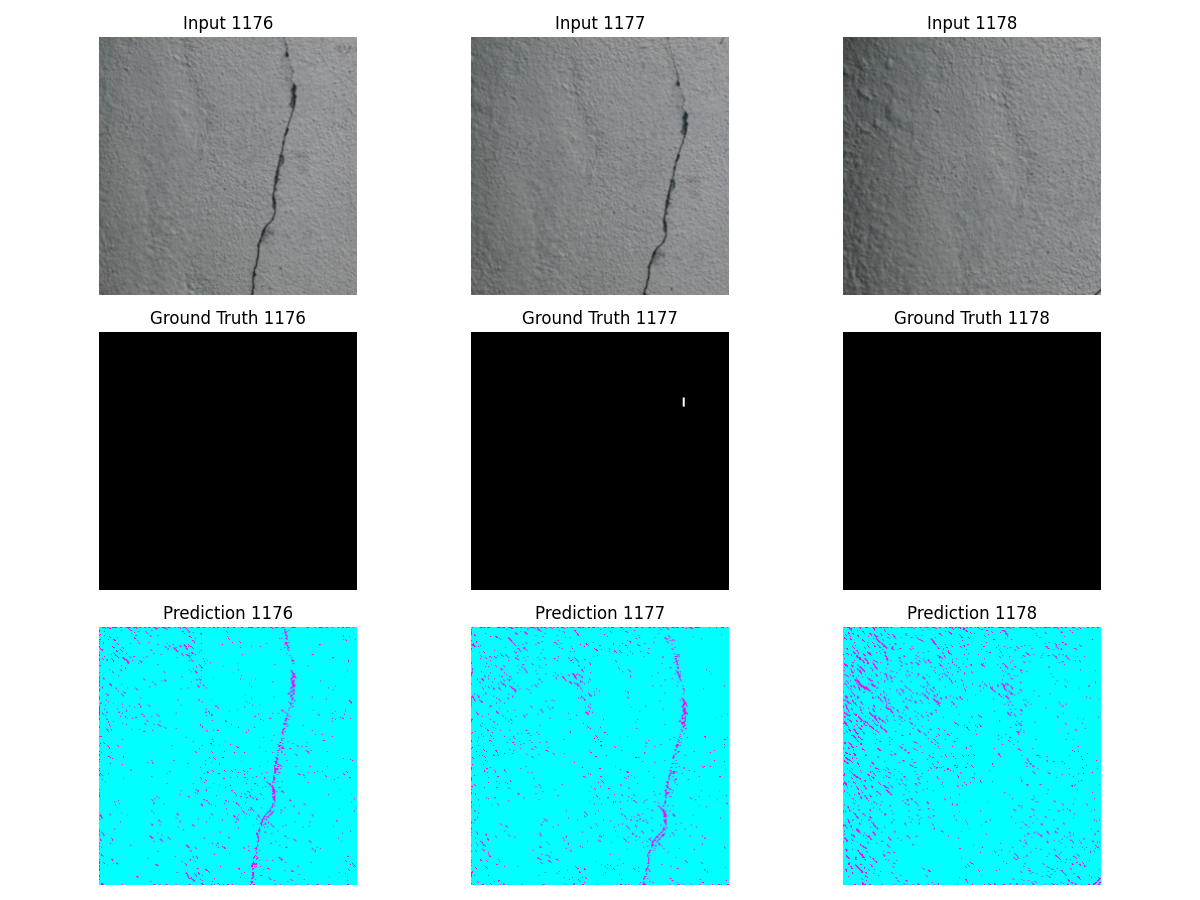 Input 1176
Input 1177
Input 1178
Ground Truth 1176
Ground Truth 1177
Ground Truth 1178
Prediction 1176
Prediction 1177
Prediction 1178